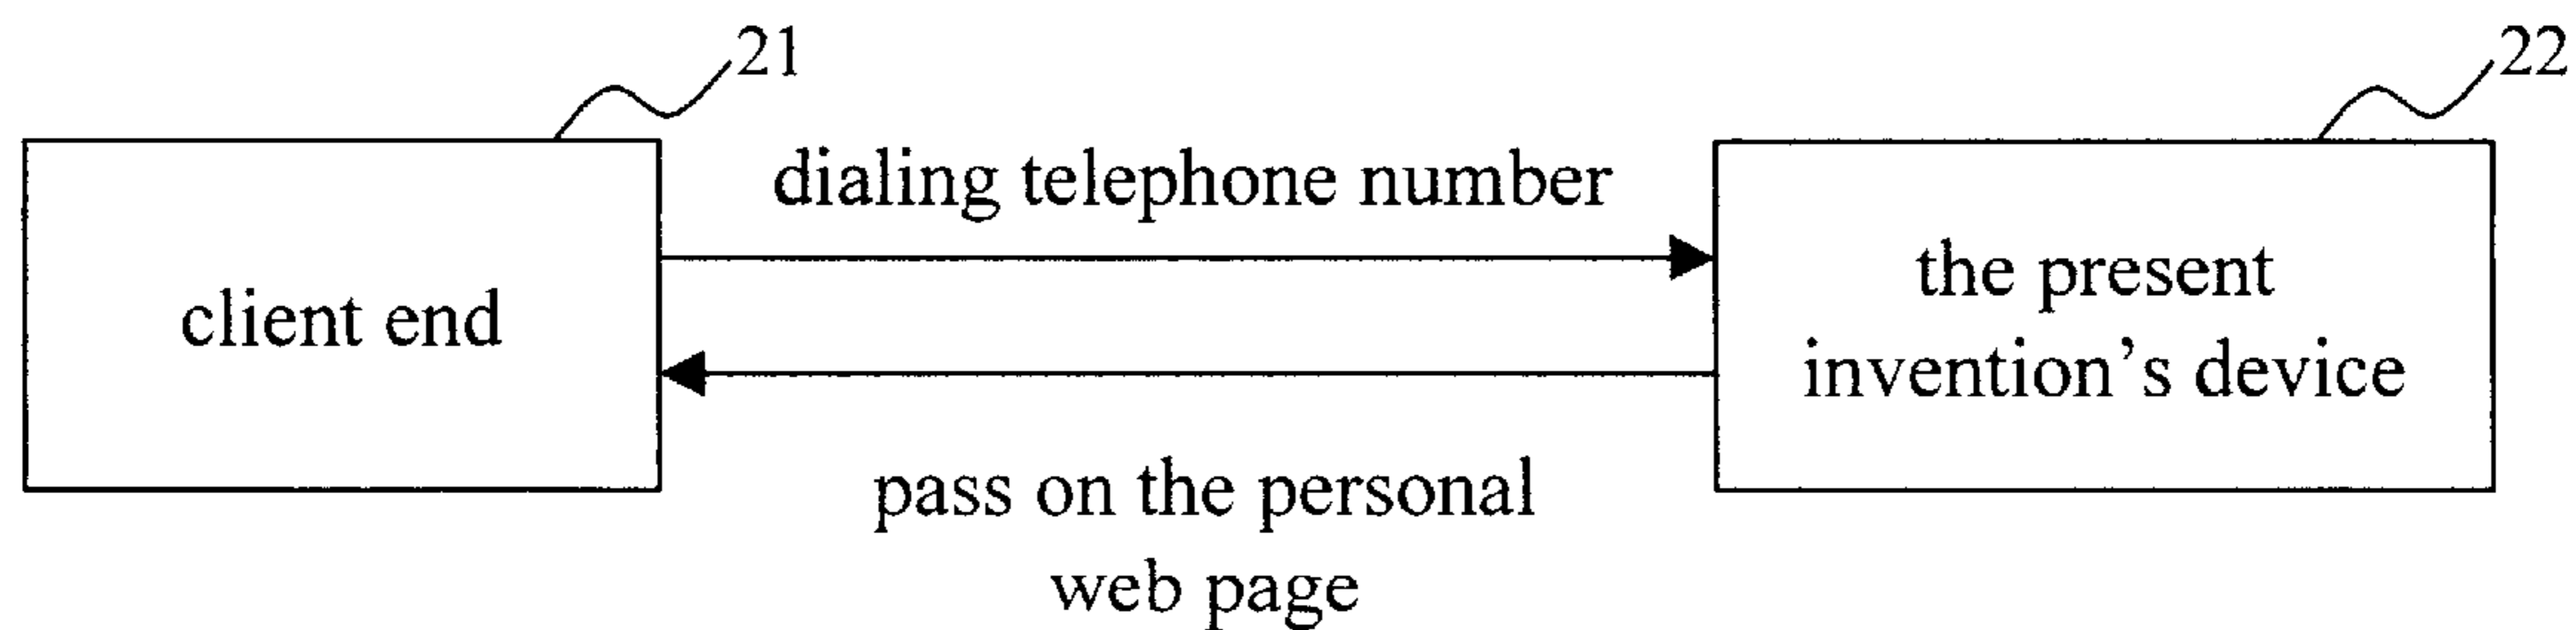 21
22
dialing telephone number
client end
the present
invention’s device
pass on the personal
web page